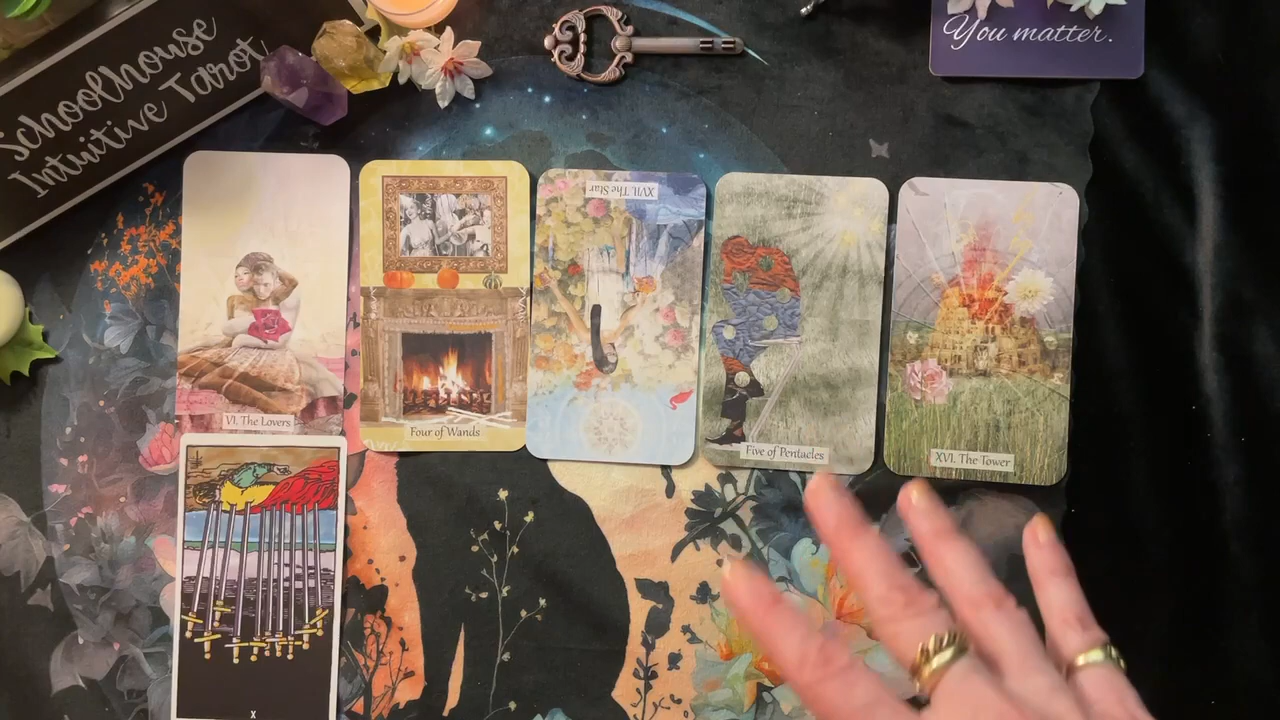 Schoolhouse
Intuitive Tarot
You matter.
VI. The Lovers
Four of Wands
XVII. The Star
Five of Pentacles
XVI. The Tower
X